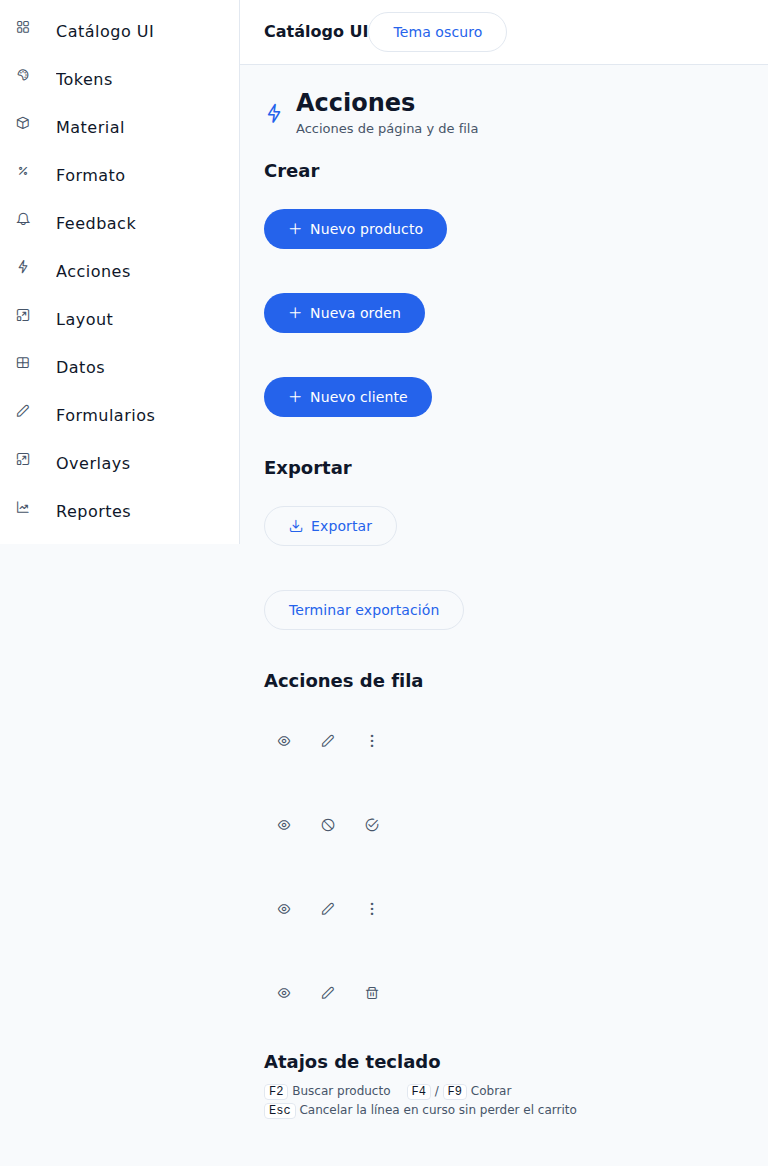 Catálogo UI
Tokens
Material
Formato
Feedback
Acciones
Layout
Datos
Formularios
Overlays
Reportes
Catálogo UI
Tema oscuro
Acciones
Acciones de página y de fila
Crear
Nuevo producto
Nueva orden
Nuevo cliente
Exportar
Exportar
Terminar exportación
Acciones de fila
Atajos de teclado
F2 Buscar producto F4 / F9 Cobrar
Esc Cancelar la línea en curso sin perder el carrito